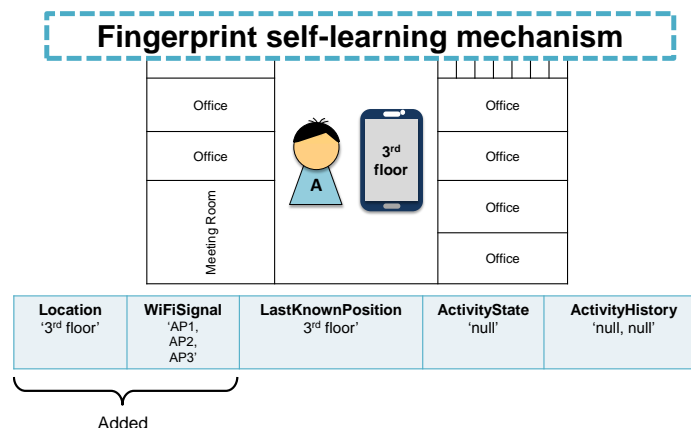 Fingerprint self-learning mechanism
Office
Office
Meeting Room
A
3rd
floor
Office
Office
Office
Office
Location
‘3rd floor’
WiFiSignal
‘AP1,
AP2,
AP3’
LastKnownPosition
3rd floor’
ActivityState
‘null’
ActivityHistory
‘null, null’
Added